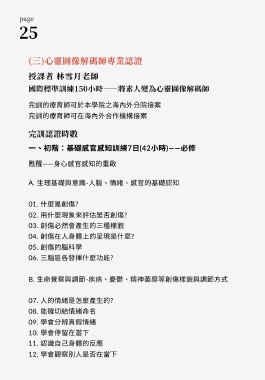 page
25
(三)心靈圖像解碼師專業認證
授課者 林雪月老師
國際標準訓練150小時——將素人變為心靈圖像解碼師
完訓的療育師可於本學院之海內外分院接案
完訓的療育師可在海內外合作機構接案
完訓認證時數
一、初階：基礎感官感知訓練7日(42小時)——必修
甦醒——身心感官感知的重啟
A. 生理基礎與意識-人腦、情緒、感官的基礎認知
01. 什麼是創傷?
02. 用什麼現象來評估是否創傷?
03. 創傷必然會產生的三種樣貌
04. 創傷在人身體上的呈現是什麼?
05. 創傷的腦科學
06. 三腦區各發揮什麼功能?
B. 生命覺察與調節-疾病、憂鬱、精神萎靡等創傷樣貌與調節方式
07. 人的情緒是怎麼產生的?
08. 能確切給情緒命名
09. 學會分辨真假情緒
10. 學會停留在當下
11. 認識自己身體的反應
12. 學會觀察別人是否在當下